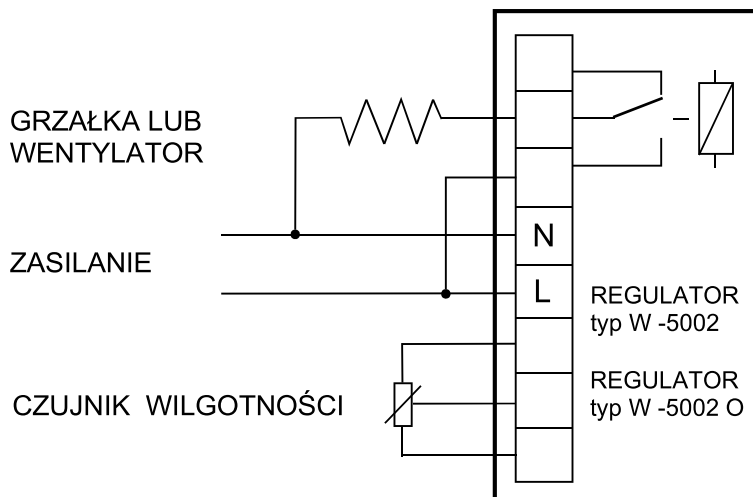 GRZAŁKA LUB
WENTYLATOR
ZASILANIE
N
L
REGULATOR
typ W -5002
REGULATOR
typ W -5002 O
CZUJNIK WILGOTNOŚCI